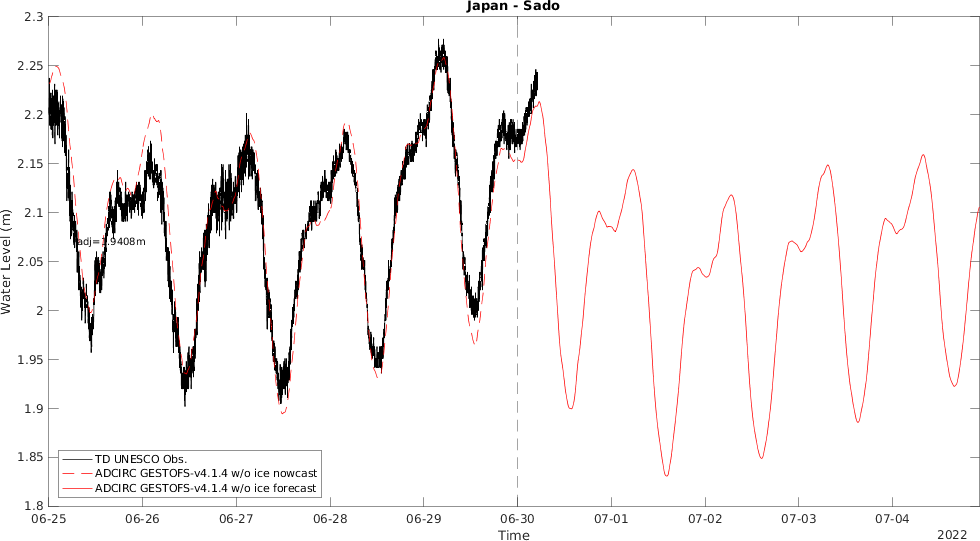 Japan - Sado
2.3
2.25
2.2
2.15
2.1
2.05
2
1.95
1.9
1.85
1.8
Water Level (m)
adj=1.9408m
TD UNESCO Obs.
ADCIRC GESTOFS-v4.1.4 w/o ice nowcast
ADCIRC GESTOFS-v4.1.4 w/o ice forecast
06-25 06-26 06-27 06-28 06-29 06-30 07-01 07-02 07-03 07-04
Time
2022